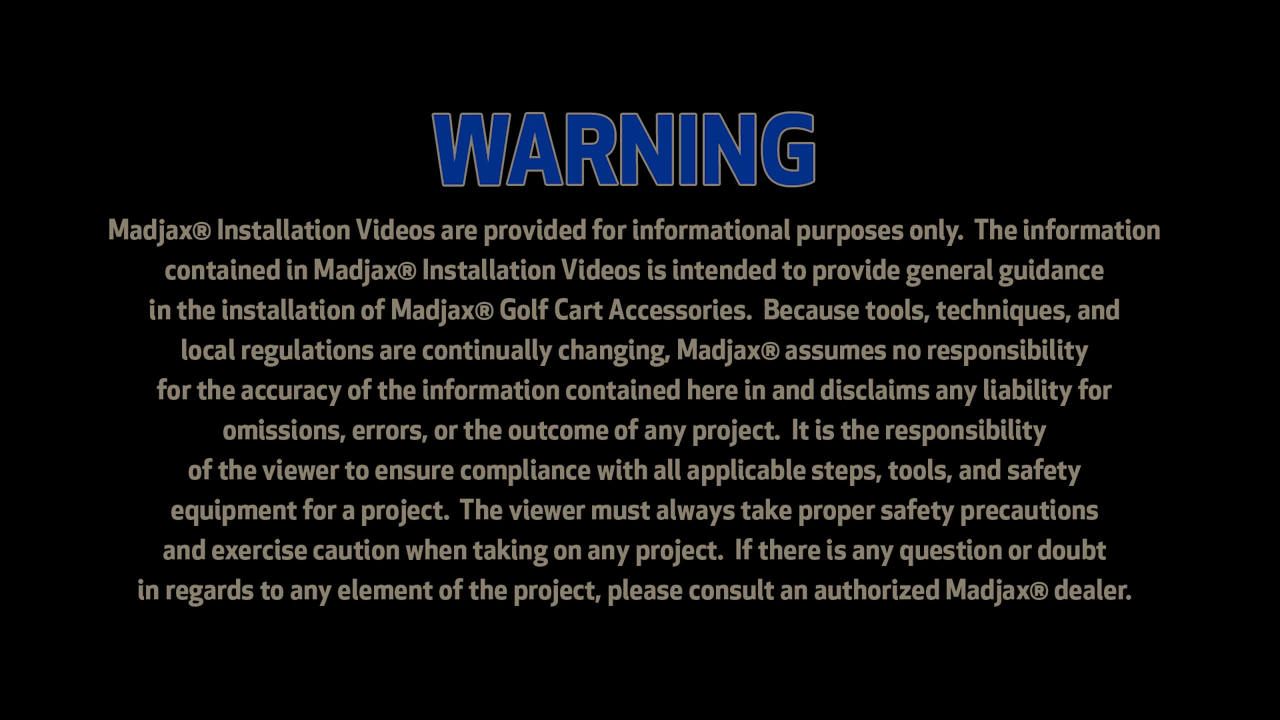 WARNING
Madjax® Installation Videos are provided for informational purposes only.  The information
contained in Madjax® Installation Videos is intended to provide general guidance
in the installation of Madjax® Golf Cart Accessories.  Because tools, techniques, and
local regulations are continually changing, Madjax® assumes no responsibility
for the accuracy of the information contained here in and disclaims any liability for
omissions, errors, or the outcome of any project.  It is the responsibility
of the viewer to ensure compliance with all applicable steps, tools, and safety
equipment for a project.  The viewer must always take proper safety precautions
and exercise caution when taking on any project.  If there is any question or doubt
in regards to any element of the project, please consult an authorized Madjax® dealer.